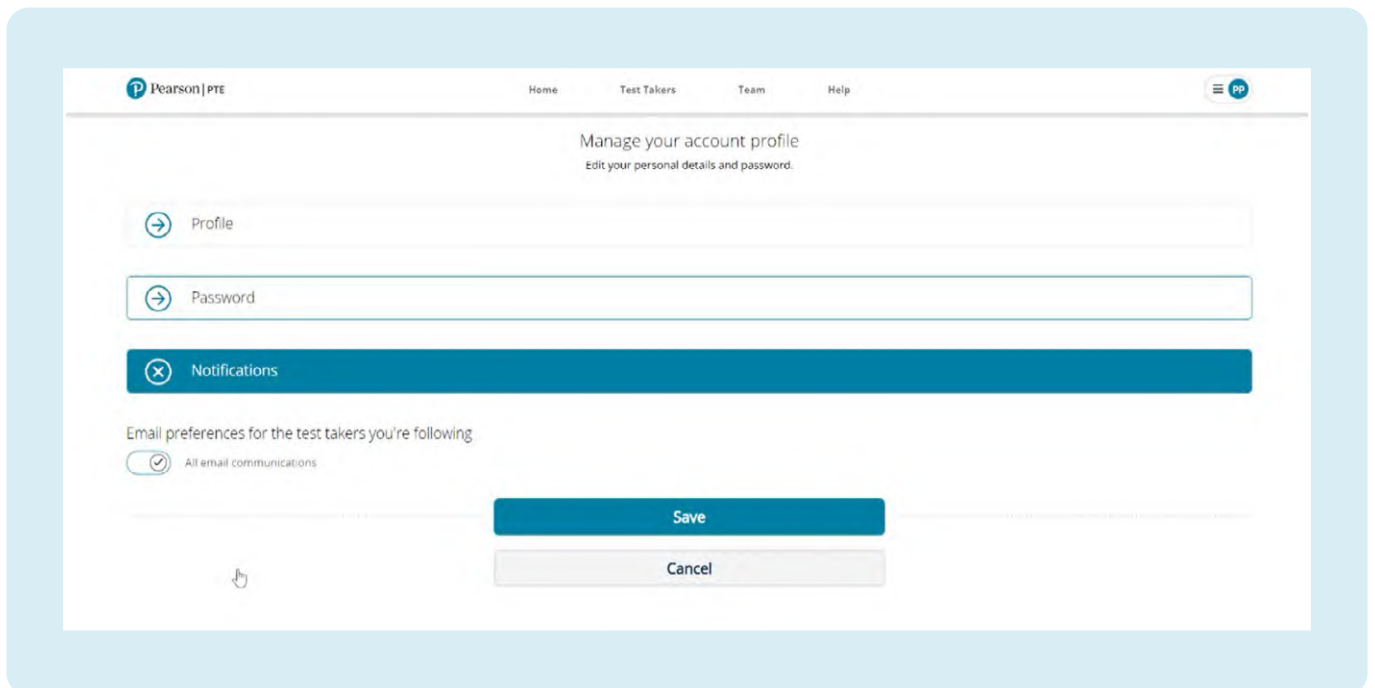 Pearson | PTE
Home Test Takers Team Help
PP
Manage your account profile
Edit your personal details and password.
Profile
Password
Notifications
Email preferences for the test takers you're following
All email communications
Save
Cancel